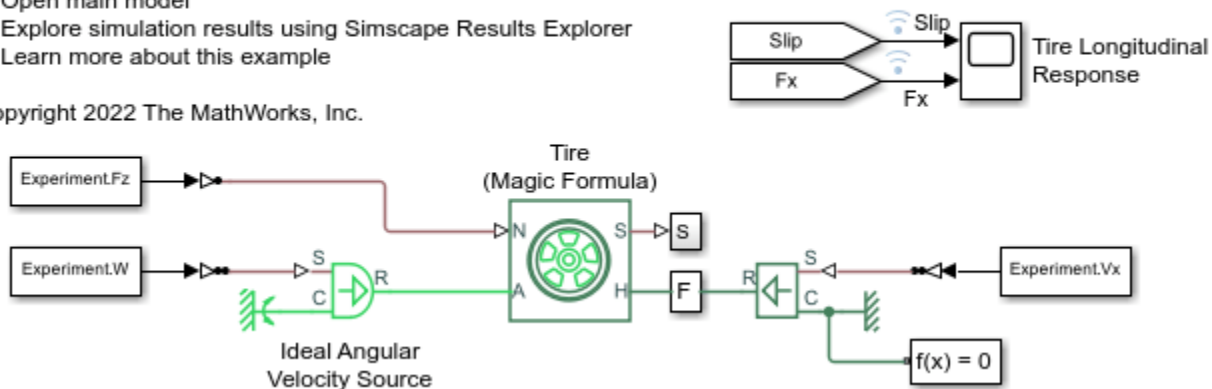 Open main model
Explore simulation results using Simscape Results Explorer
Learn more about this example
opyright 2022 The MathWorks, Inc.
Slip
Slip
Fx
Fx
Tire Longitudinal
Response
Tire
(Magic Formula)
Experiment.Fz
N
S
S
Experiment.W
S
C
R
A
H
F
R
S
C
Experiment.Vx
f(x) = 0
Ideal Angular
Velocity Source